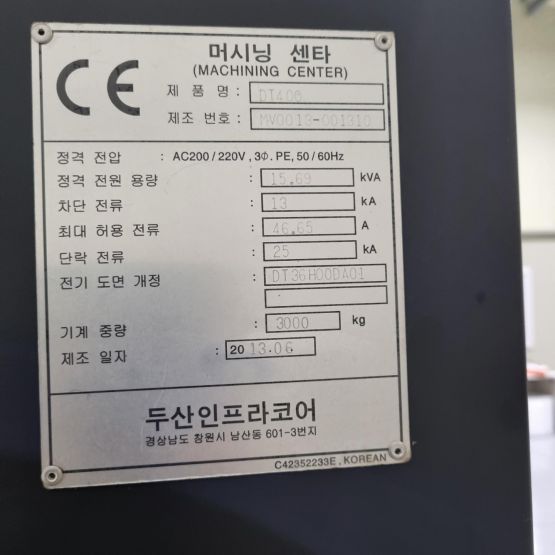 CE
머시닝 센타
(MACHINING CENTER)
제 품 명 : DT400
제조 번호 : MV0013-001310
정격 전압 : AC200/220V, 3Φ. PE, 50/60Hz
정격 전원 용량 : 15.69 kVA
차단 전류 : 13 kA
최대 허용 전류 : 46.65 A
단락 전류 : 25 kA
전기 도면 개정 : DT36H00DA01
기계 중량 : 3000 kg
제조 일자 : 20 13.06
두산인프라코어
경상남도 창원시 남산동 601-3번지
C42352233E, KOREAN